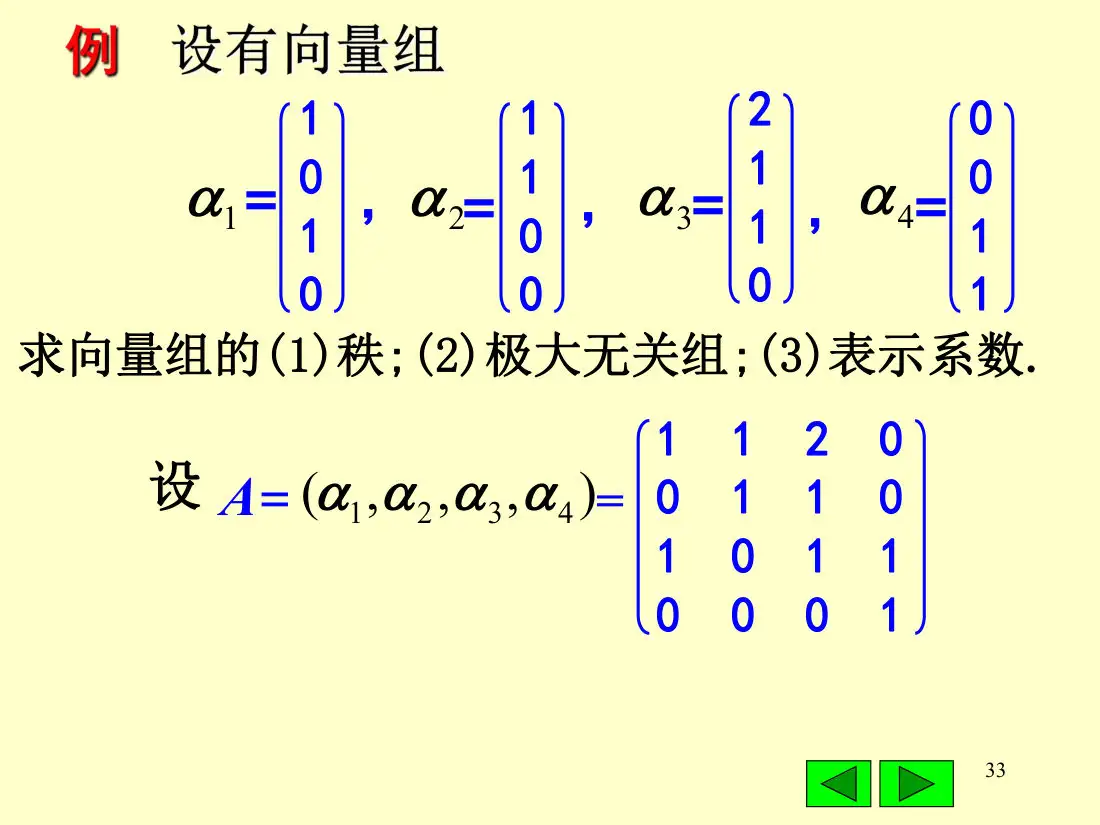 例 设有向量组
α1 = (1 0 1 0) , α2 = (1 1 0 0) , α3 = (2 1 1 0) , α4 = (0 0 1 1)
求向量组的(1)秩;(2)极大无关组;(3)表示系数.
设 A = (α1,α2,α3,α4) =
1 1 2 0
0 1 1 0
1 0 1 1
0 0 0 1
33